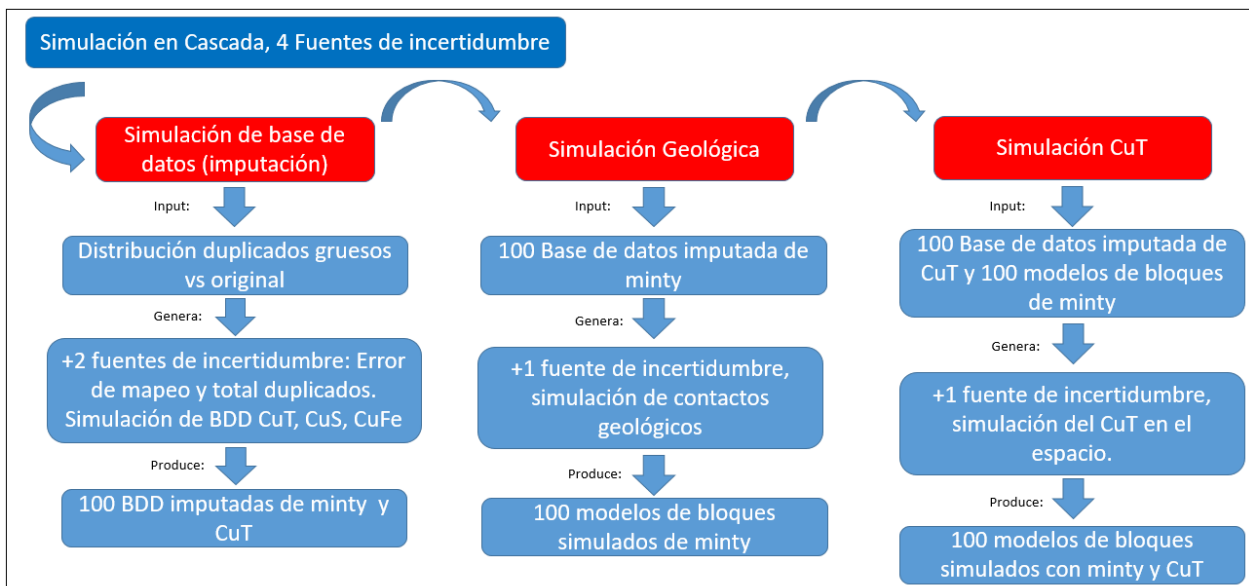 Simulación en Cascada, 4 Fuentes de incertidumbre
Simulación de base de
datos (imputación)
Input:
Distribución duplicados gruesos
vs original
Genera:
+2 fuentes de incertidumbre: Error
de mapeo y total duplicados.
Simulación de BDD CuT, CuS, CuFe
Produce:
100 BDD imputadas de minty y
CuT
Simulación Geológica
Input:
100 Base de datos imputada de
minty
Genera:
+1 fuente de incertidumbre,
simulación de contactos
geológicos
Produce:
100 modelos de bloques
simulados de minty
Simulación CuT
Input:
100 Base de datos imputada de
CuT y 100 modelos de bloques
de minty
Genera:
+1 fuente de incertidumbre,
simulación del CuT en el
espacio.
Produce:
100 modelos de bloques
simulados con minty y CuT